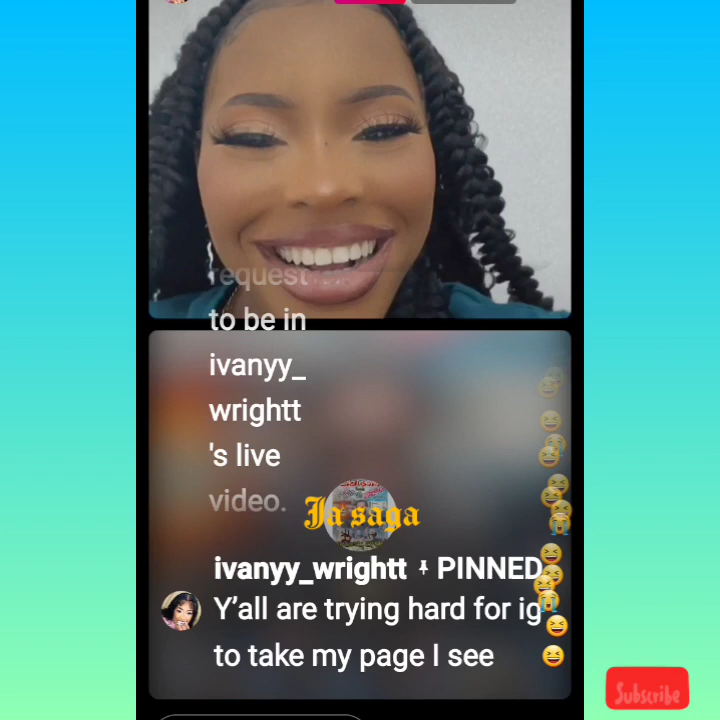 request
to be in
ivanyy_
wrightt
's live
video.
Ja saga
ivanyy_wrightt PINNED
Y'all are trying hard for ig
to take my page I see
Subscribe